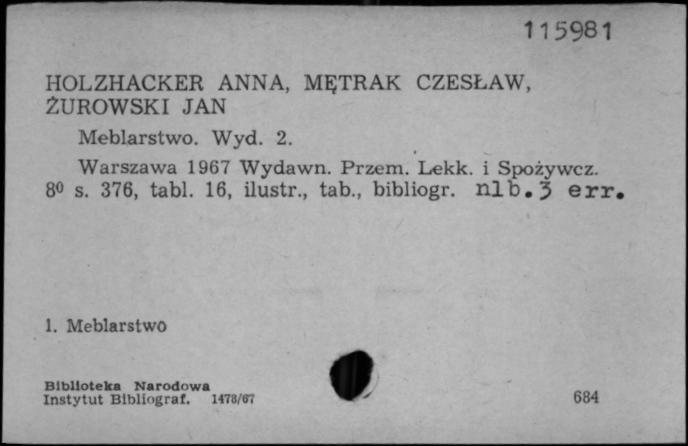 115981
HOLZHACKER ANNA, MĘTRAK CZESŁAW,
ŻUROWSKI JAN
Meblarstwo. Wyd. 2.
Warszawa 1967 Wydawn. Przem. Lekk. i Spożywcz.
8⁰ s. 376, tabl. 16, ilustr., tab., bibliogr. nlb.3 err.
1. Meblarstwo
Biblioteka Narodowa
Instytut Bibliograf. 1478/67
684